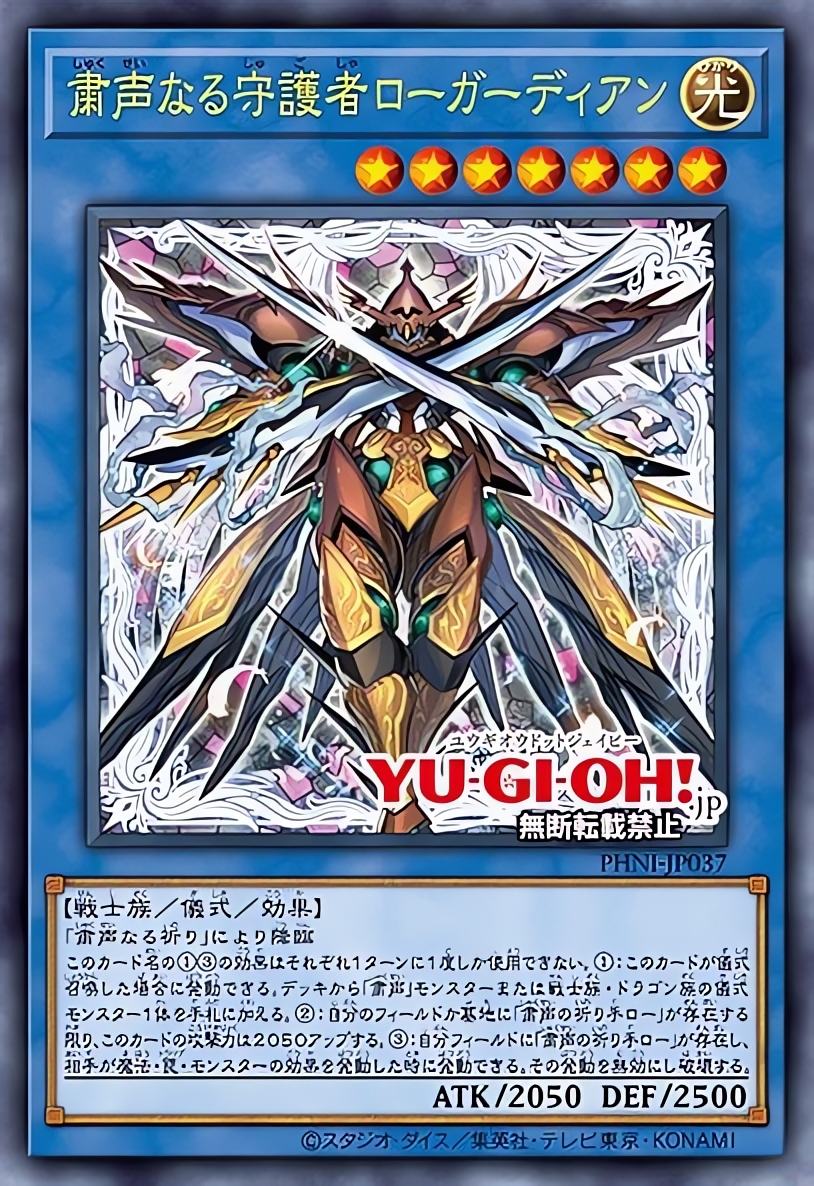 しゅく せい しゅ ご しゃ
粛声なる守護者ローガーディアン
ひかり
光
ユウギオウドットジェイピー
YU-GI-OH!.jp
無断転載禁止
PHNI-JP037
【戦士族／儀式／効果】
「粛声なる祈り」により降臨
このカード名の①③の効果はそれぞれ1ターンに1度しか使用できない。①：このカードが儀式
召喚した場合に発動できる。デッキから「粛声」モンスターまたは戦士族・ドラゴン族の儀式
モンスター1体を手札に加える。②：自分のフィールドか墓地に「粛声の祈り手ロー」が存在する
限り、このカードの攻撃力は2050アップする。③：自分フィールドに「粛声の祈り手ロー」が存在し、
相手が魔法・罠・モンスターの効果を発動した時に発動できる。その発動を無効にし破壊する。
ATK/2050 DEF/2500
©スタジオ・ダイス／集英社・テレビ東京・KONAMI